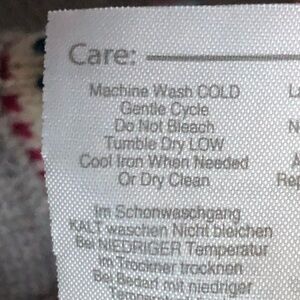 Care:
Machine Wash COLD
Gentle Cycle
Do Not Bleach
Tumble Dry LOW
Cool Iron When Needed
Or Dry Clean
Im Schonwaschgang
KALT waschen Nicht bleichen
Bei NIEDRIGER Temperatur
im Trockner trocknen
Bei Bedarf mit niedriger